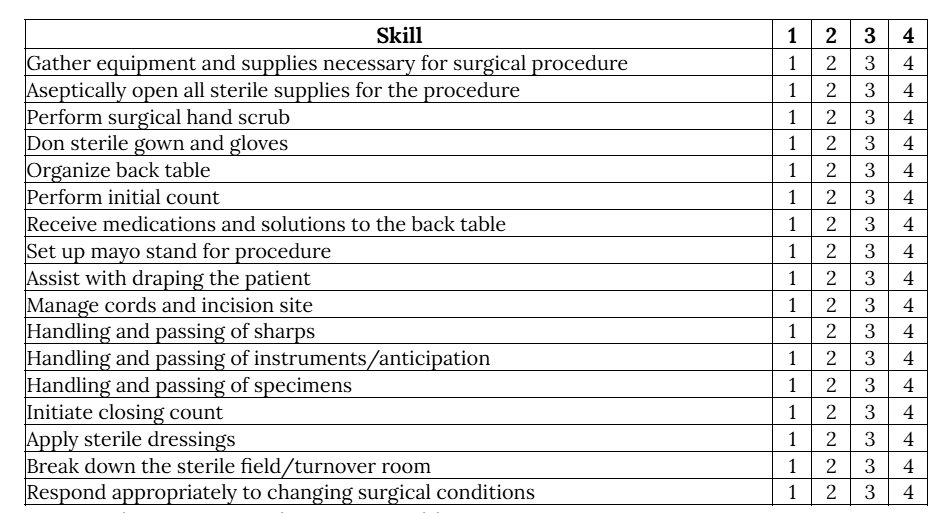 Skill 1 2 3 4
Gather equipment and supplies necessary for surgical procedure 1 2 3 4
Aseptically open all sterile supplies for the procedure 1 2 3 4
Perform surgical hand scrub 1 2 3 4
Don sterile gown and gloves 1 2 3 4
Organize back table 1 2 3 4
Perform initial count 1 2 3 4
Receive medications and solutions to the back table 1 2 3 4
Set up mayo stand for procedure 1 2 3 4
Assist with draping the patient 1 2 3 4
Manage cords and incision site 1 2 3 4
Handling and passing of sharps 1 2 3 4
Handling and passing of instruments/anticipation 1 2 3 4
Handling and passing of specimens 1 2 3 4
Initiate closing count 1 2 3 4
Apply sterile dressings 1 2 3 4
Break down the sterile field/turnover room 1 2 3 4
Respond appropriately to changing surgical conditions 1 2 3 4